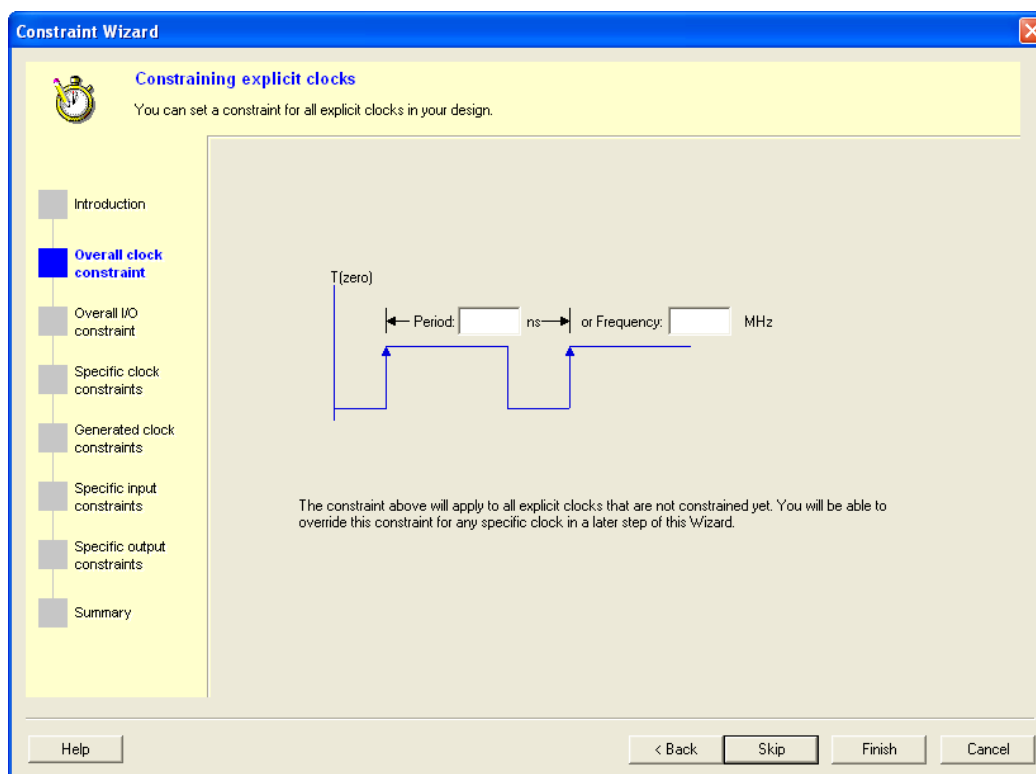 Constraint Wizard
Constraining explicit clocks
You can set a constraint for all explicit clocks in your design.
Introduction
Overall clock
constraint
Overall I/O
constraint
Specific clock
constraints
Generated clock
constraints
Specific input
constraints
Specific output
constraints
Summary
T(zero)
Period: ns or Frequency: MHz
The constraint above will apply to all explicit clocks that are not constrained yet. You will be able to
override this constraint for any specific clock in a later step of this Wizard.
Help < Back Skip Finish Cancel